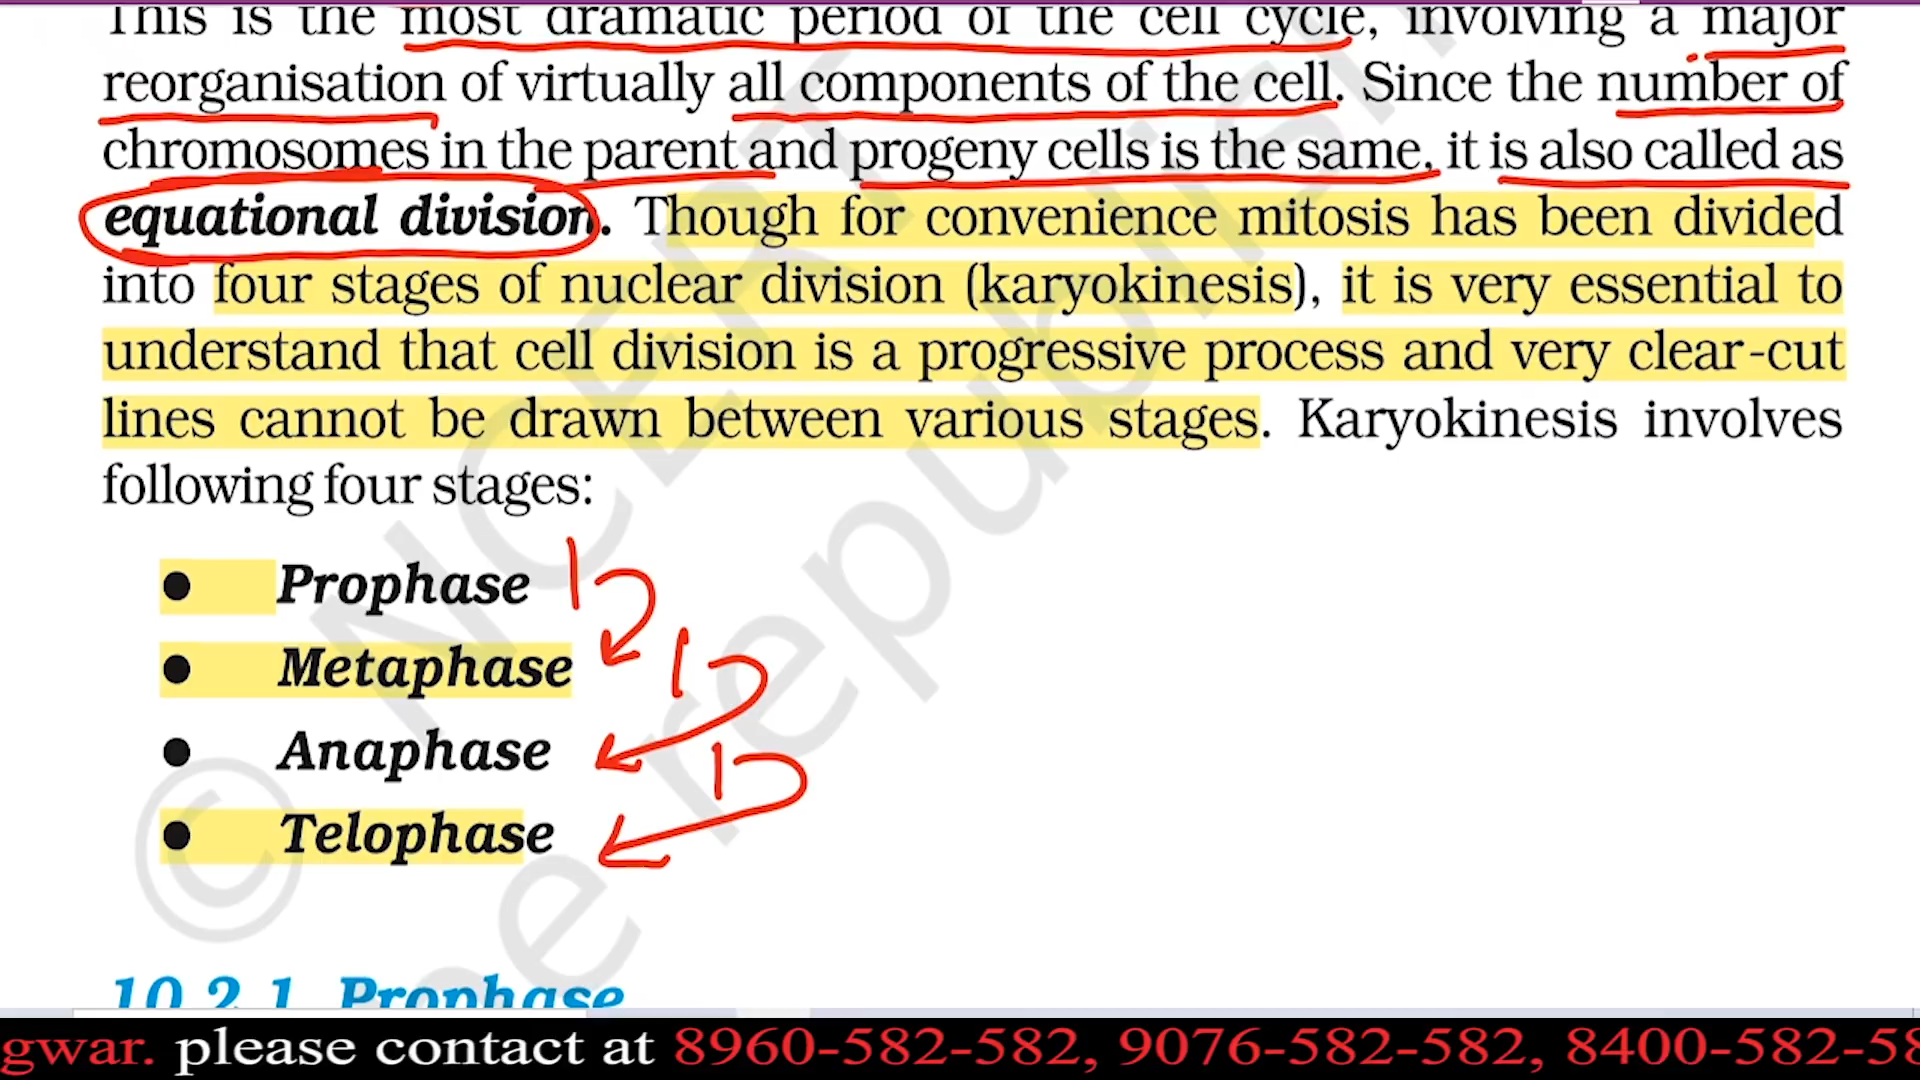 This is the most dramatic period of the cell cycle, involving a major
reorganisation of virtually all components of the cell. Since the number of
chromosomes in the parent and progeny cells is the same, it is also called as
equational division. Though for convenience mitosis has been divided
into four stages of nuclear division (karyokinesis), it is very essential to
understand that cell division is a progressive process and very clear-cut
lines cannot be drawn between various stages. Karyokinesis involves
following four stages:
● Prophase
● Metaphase
● Anaphase
● Telophase
© NCERT
be republish
10.2.1 Prophase
gwar. please contact at 8960-582-582, 9076-582-582, 8400-582-58